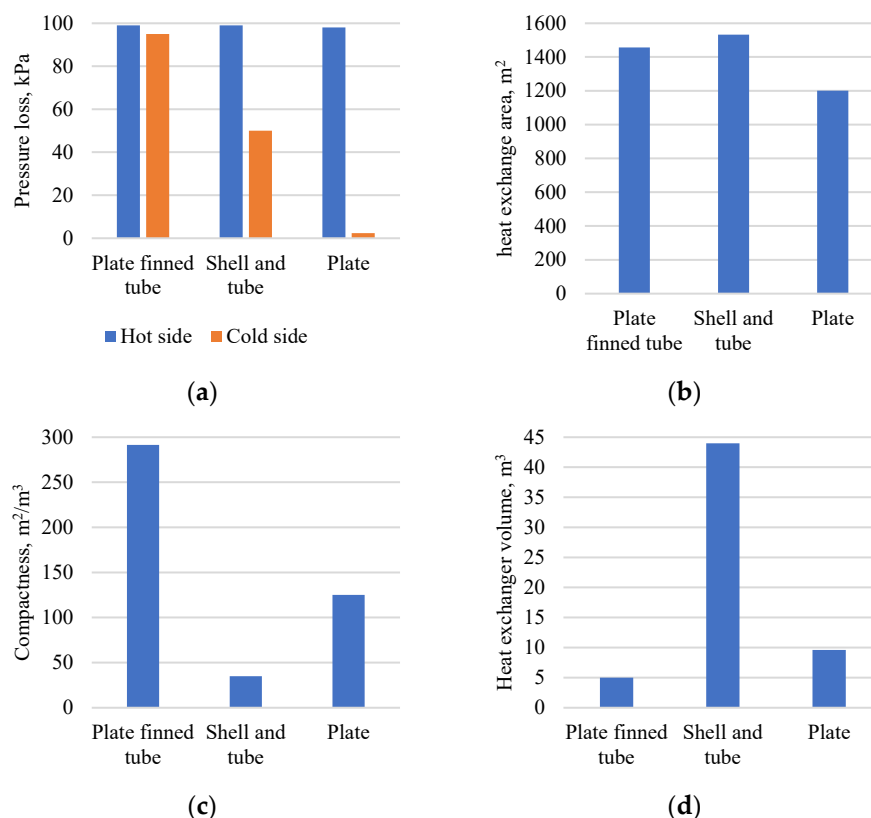 Pressure loss, kPa
100
80
60
40
20
0
Plate finned
tube
Shell and
tube
Plate
Hot side
Cold side
(a)
heat exchange area, m²
1600
1400
1200
1000
800
600
400
200
0
Plate
finned tube
Shell and
tube
Plate
(b)
Compactness, m²/m³
300
250
200
150
100
50
0
Plate finned
tube
Shell and
tube
Plate
(c)
Heat exchanger volume, m³
45
40
35
30
25
20
15
10
5
0
Plate finned
tube
Shell and
tube
Plate
(d)